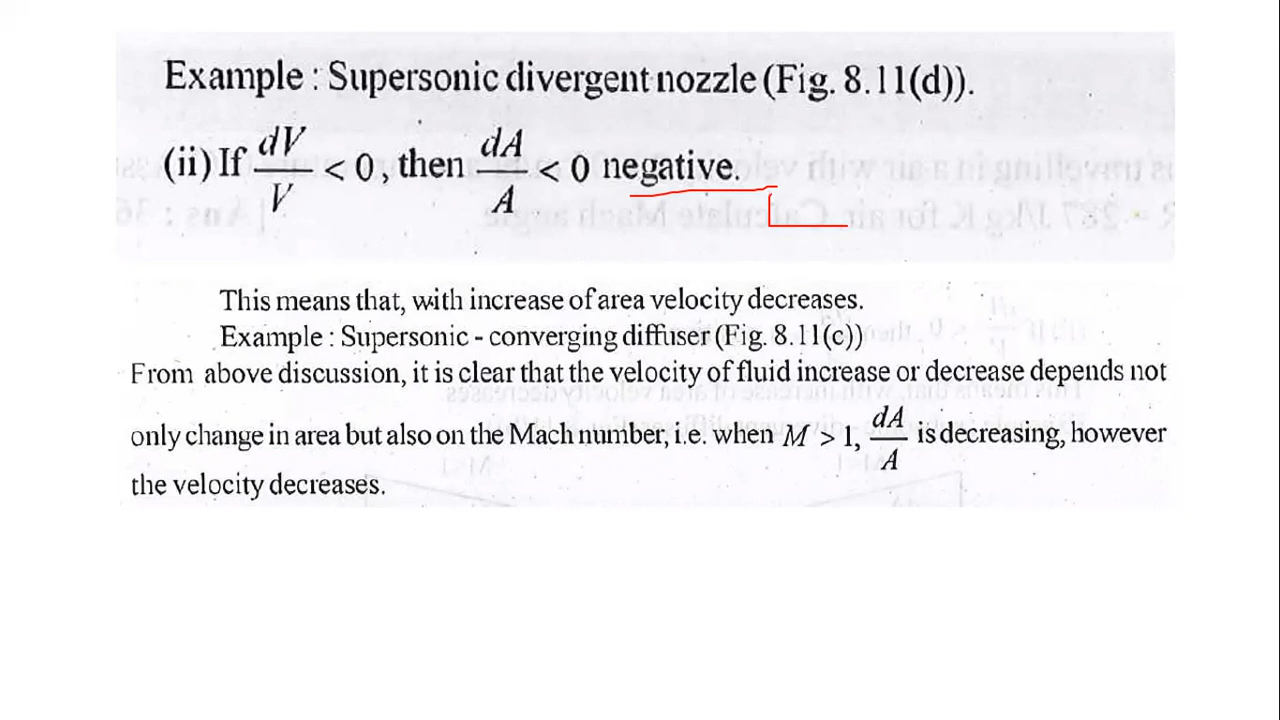 Example : Supersonic divergent nozzle (Fig. 8.11(d)).
(ii) If dV/V < 0, then dA/A < 0 negative.
This means that, with increase of area velocity decreases.
Example : Supersonic - converging diffuser (Fig. 8.11(c))
From above discussion, it is clear that the velocity of fluid increase or decrease depends not
only change in area but also on the Mach number, i.e. when M > 1, dA/A is decreasing, however
the velocity decreases.